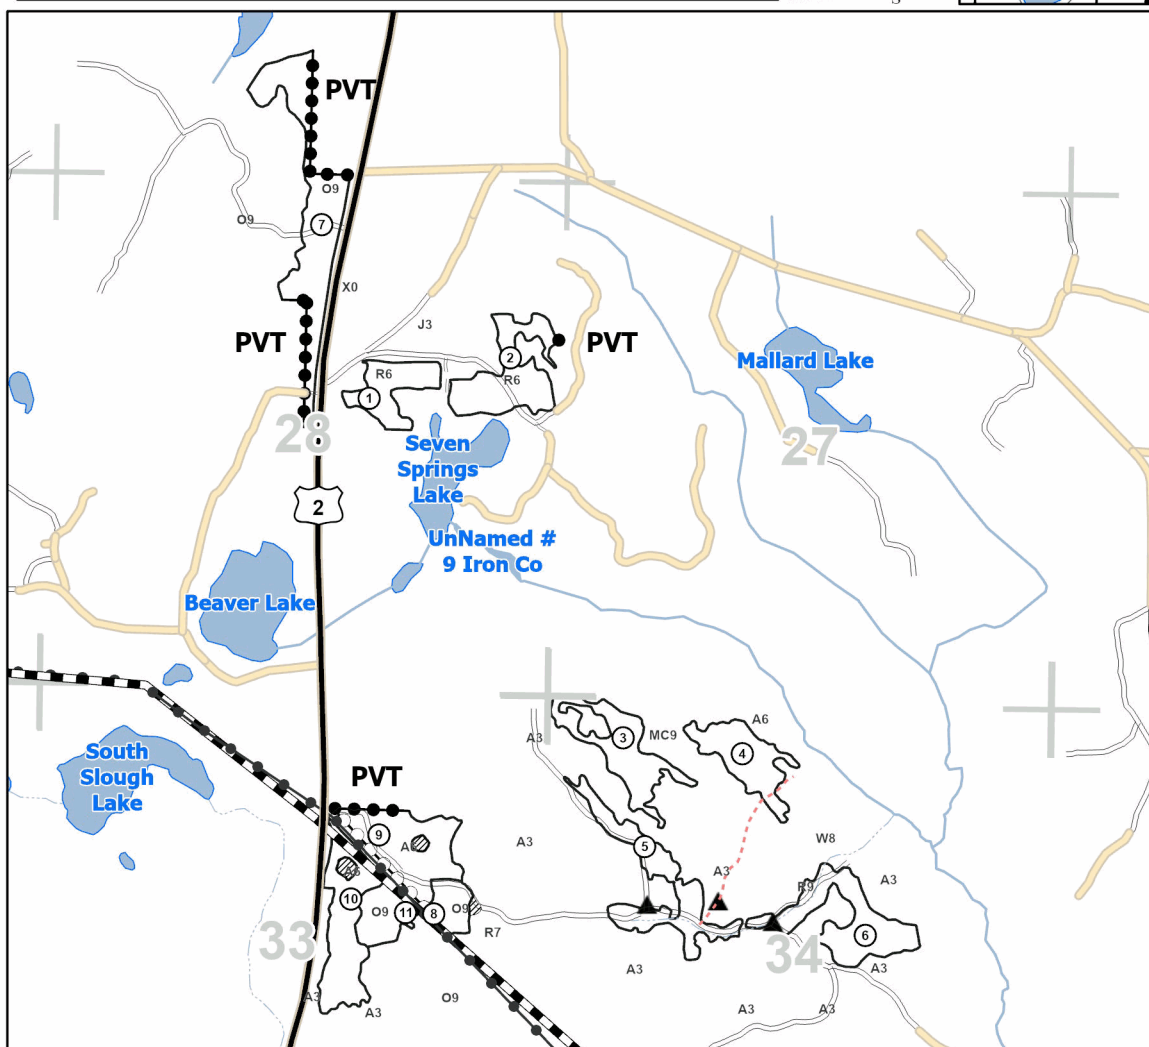 PVT
O9
O9
7
X0
J3
PVT
2
PVT
R6
R6
1
Mallard Lake
28
27
Seven
Springs
Lake
2
UnNamed #
9 Iron Co
Beaver Lake
A6
A3
3
MC9
4
South
Slough
Lake
PVT
9
A3
5
W8
A3
R9
A3
10
O9
11
8
O9
R7
6
33
34
A3
A3
A3
O9
A3
A3
A3